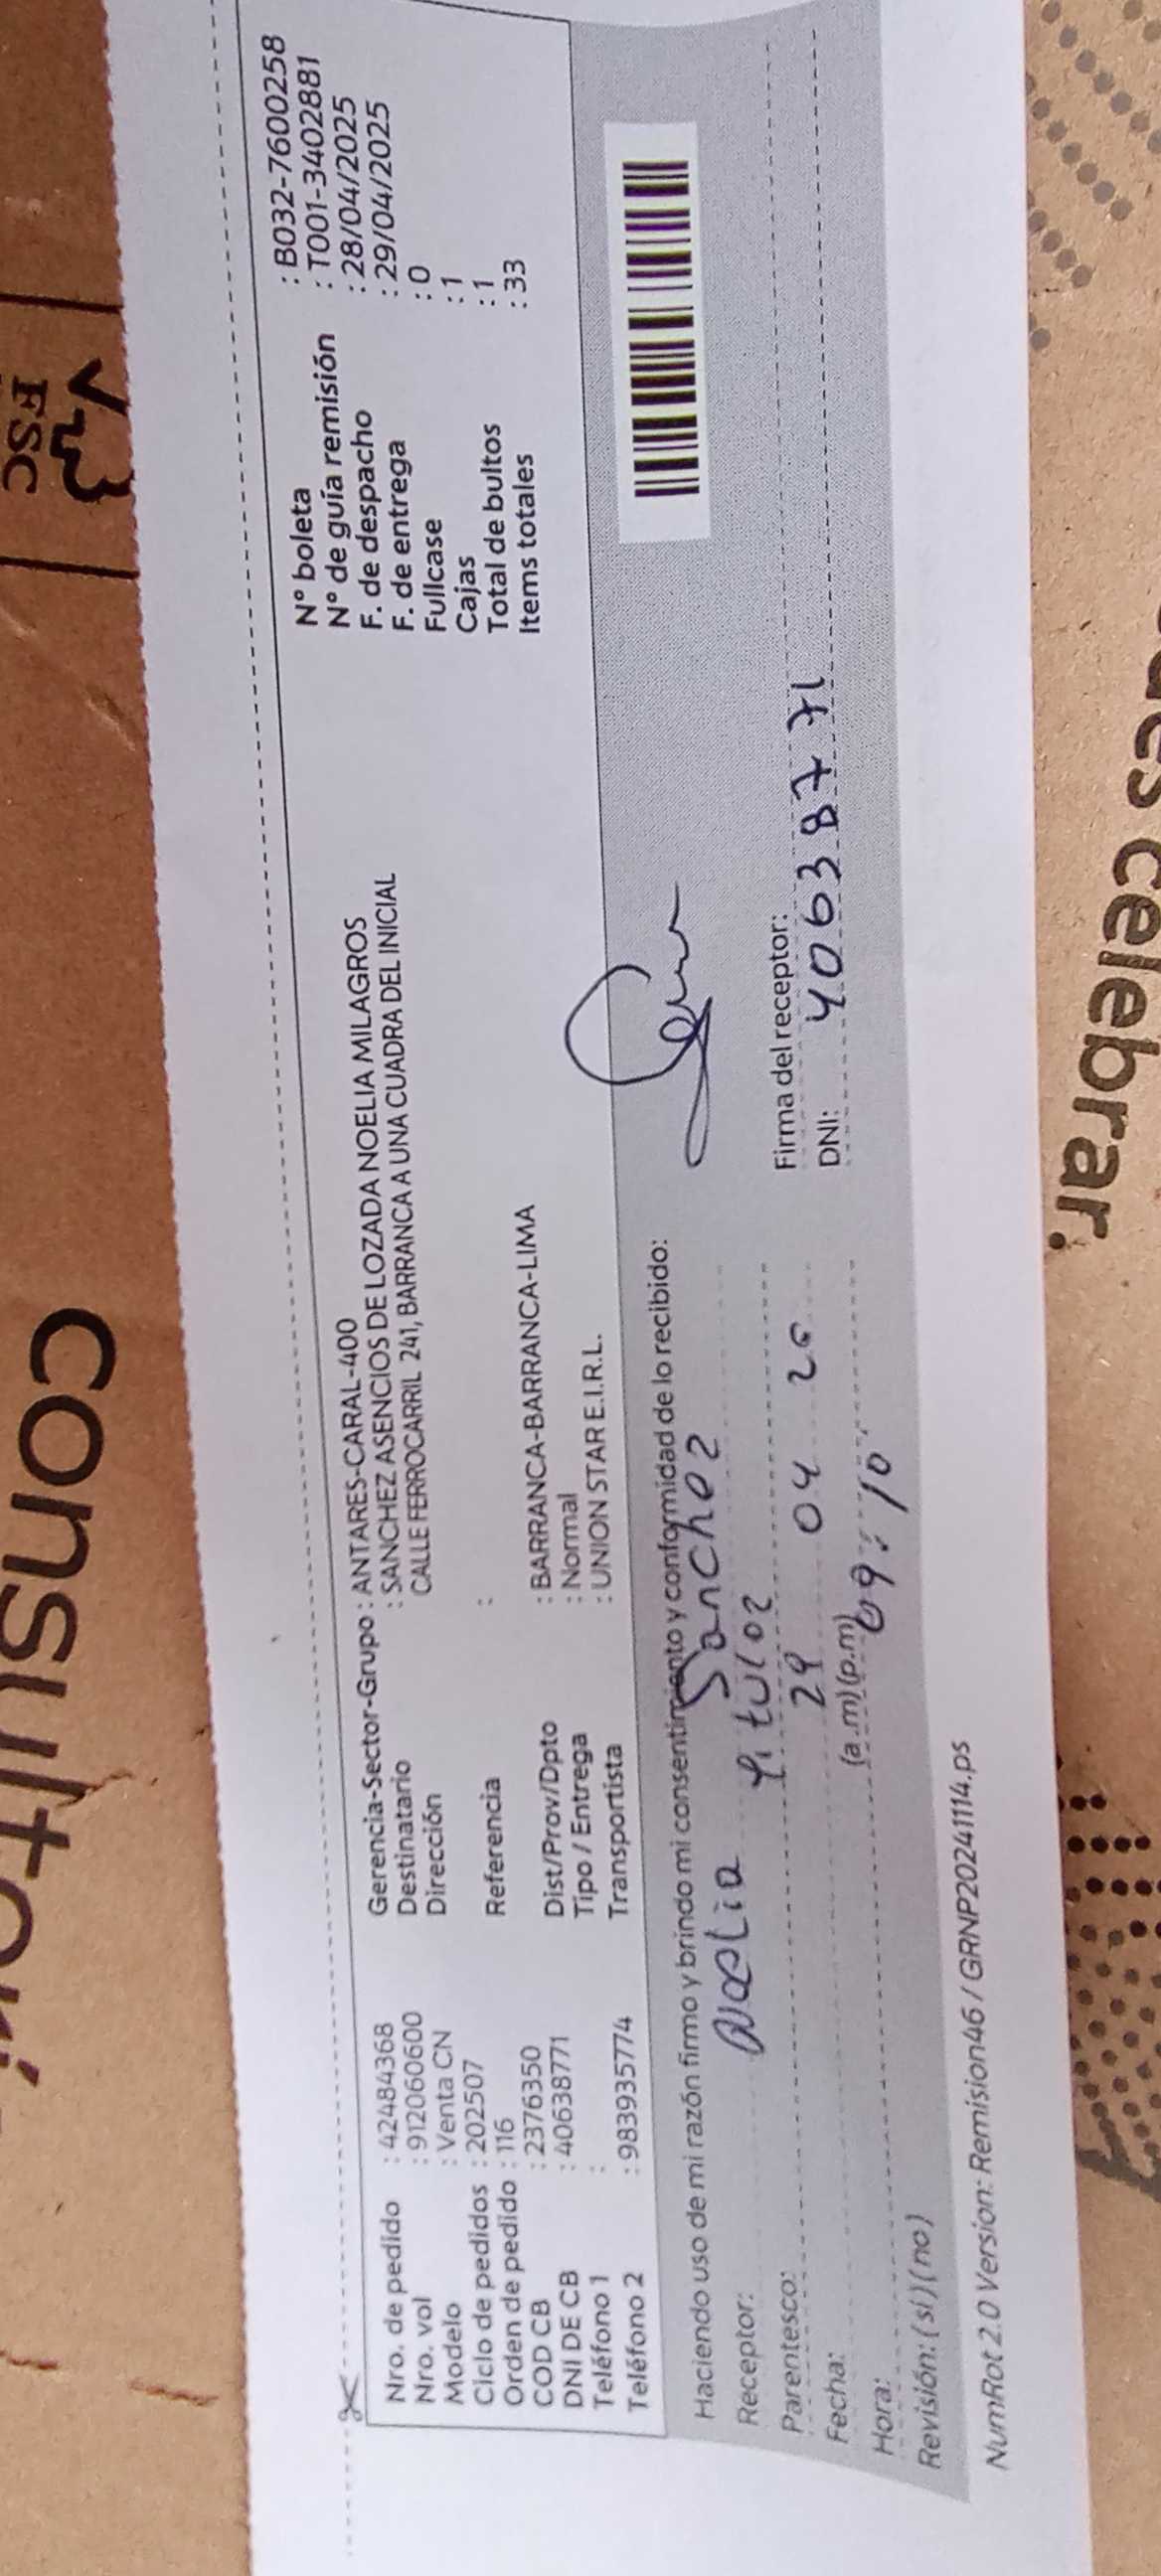 FSC
consultor
Nro. de pedido : 42484368
Nro. vol : 912060600
Modelo : Venta CN
Ciclo de pedidos : 202507
Orden de pedido : 116
COD CB : 2376350
DNI DE CB : 40638771
Teléfono 1 :
Teléfono 2 : 983935774
Gerencia-Sector-Grupo : ANTARES-CARAL-400
Destinatario : SANCHEZ ASENCIOS DE LOZADA NOELIA MILAGROS
Dirección CALLE FERROCARRIL 241, BARRANCA A UNA CUADRA DEL INICIAL
Referencia :
Dist/Prov/Dpto : BARRANCA-BARRANCA-LIMA
Tipo / Entrega : Normal
Transportista : UNION STAR E.I.R.L.
N° boleta : B032-7600258
N° de guía remisión : T001-3402881
F. de despacho : 28/04/2025
F. de entrega : 29/04/2025
Fullcase : 0
Cajas : 1
Total de bultos : 1
Items totales : 33
Haciendo uso de mi razón firmo y brindo mi consentimiento y conformidad de lo recibido:
Receptor: Noelia Sanchez
Parentesco:
Fecha: 29 04 25
Hora: (a.m)(p.m) 09:10
Revisión: (si) (no)
Firma del receptor:
DNI: 40638771
NumRot 2.0 Version: Remision46 / GRNP20241114.ps
celebrar.